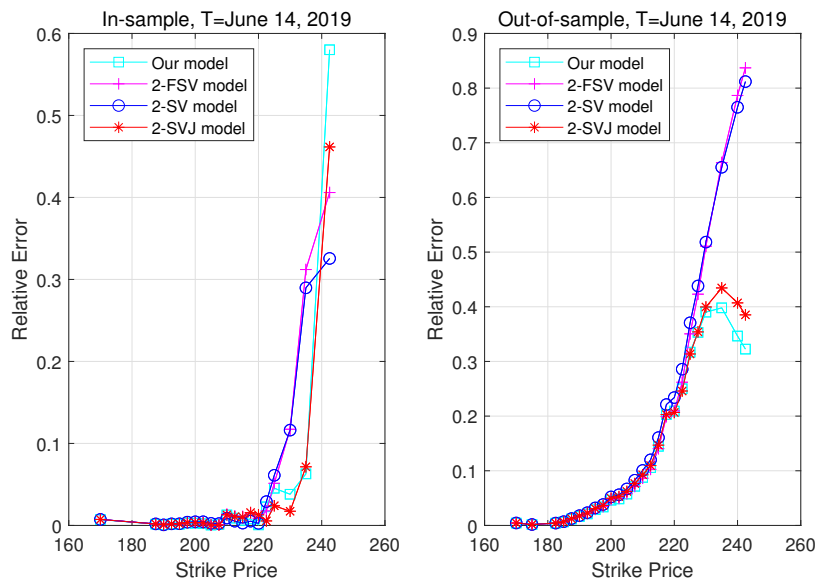 In-sample, T=June 14, 2019
Relative Error
0.6
0.5
0.4
0.3
0.2
0.1
0
Our model
2-FSV model
2-SV model
2-SVJ model
160 180 200 220 240 260
Strike Price
Out-of-sample, T=June 14, 2019
Relative Error
0.9
0.8
0.7
0.6
0.5
0.4
0.3
0.2
0.1
0
Our model
2-FSV model
2-SV model
2-SVJ model
160 180 200 220 240 260
Strike Price